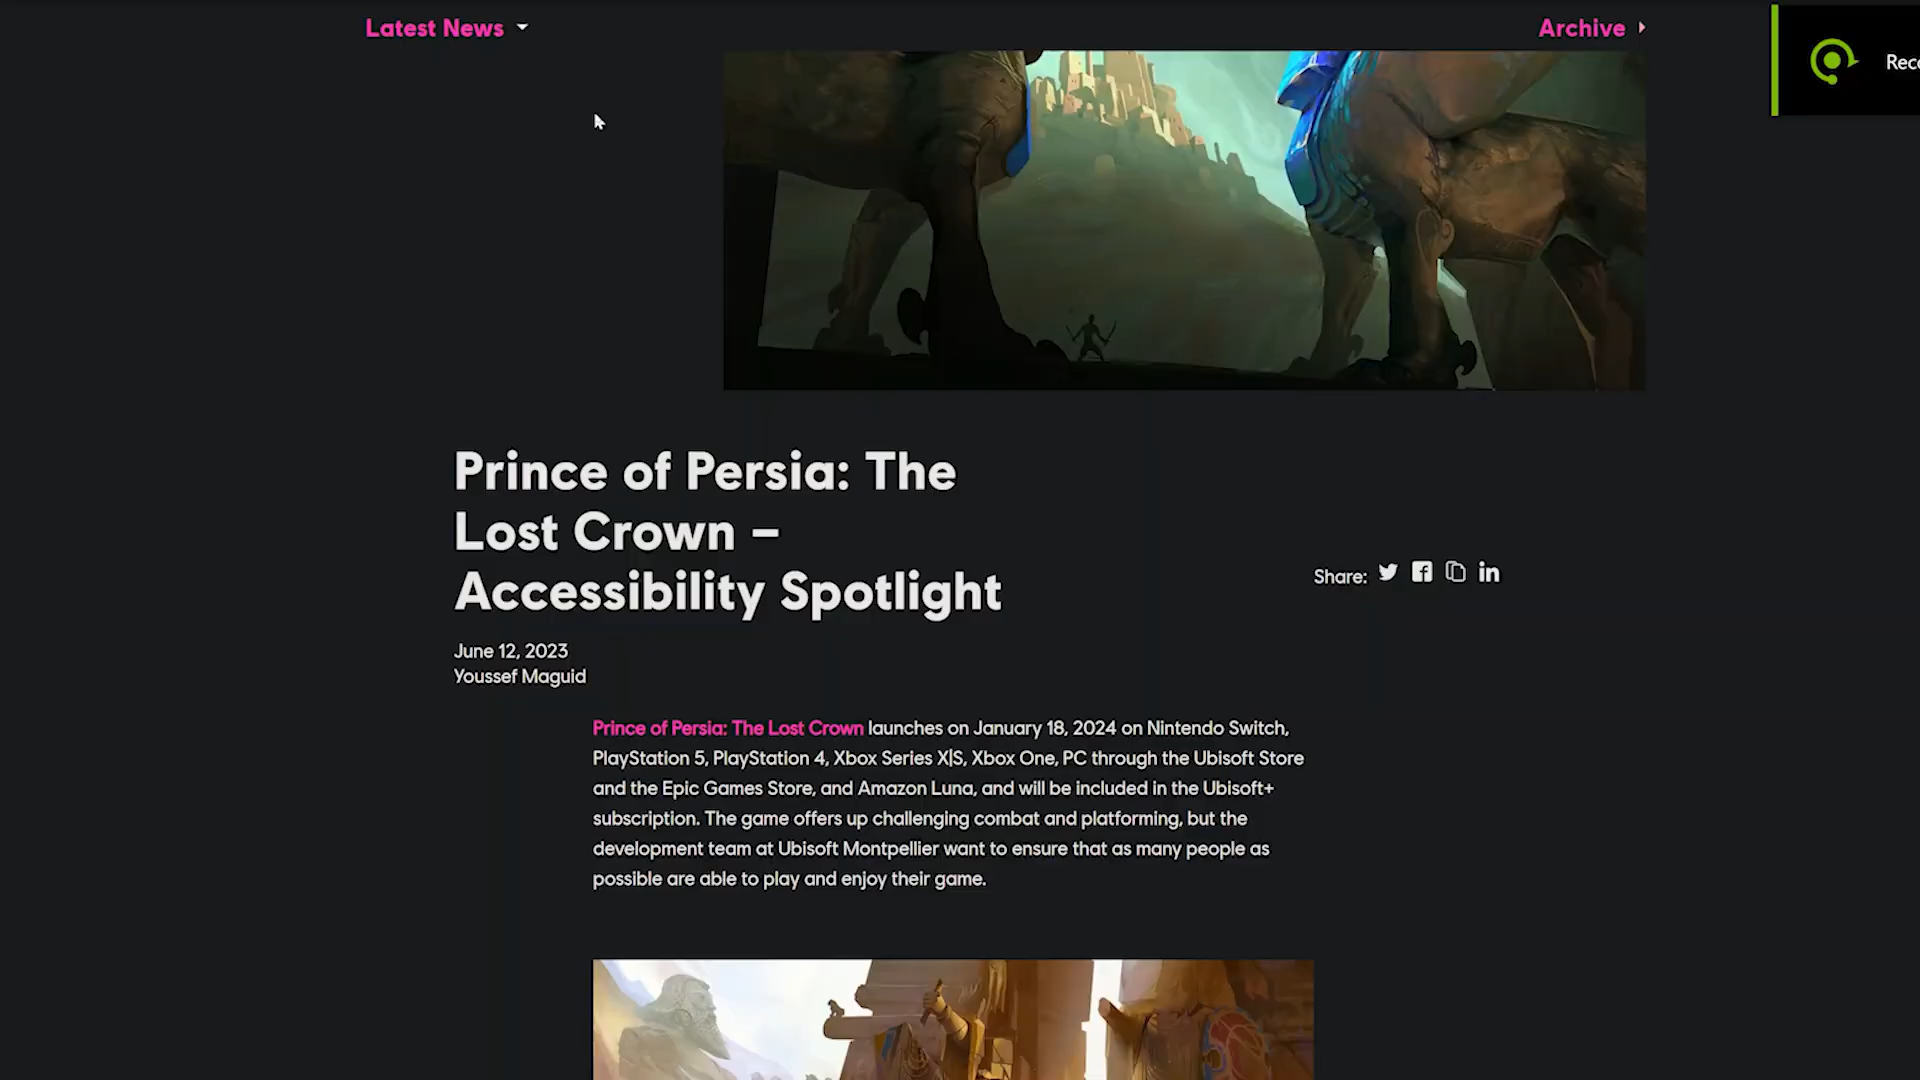 Latest News
Archive
Prince of Persia: The
Lost Crown –
Accessibility Spotlight
Share:
June 12, 2023
Youssef Maguid
Prince of Persia: The Lost Crown launches on January 18, 2024 on Nintendo Switch,
PlayStation 5, PlayStation 4, Xbox Series X|S, Xbox One, PC through the Ubisoft Store
and the Epic Games Store, and Amazon Luna, and will be included in the Ubisoft+
subscription. The game offers up challenging combat and platforming, but the
development team at Ubisoft Montpellier want to ensure that as many people as
possible are able to play and enjoy their game.